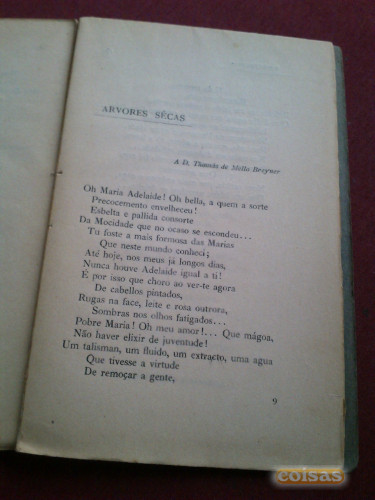 ARVORES SÊCAS
A D. Thomás de Mello Breyner
Oh Maria Adelaide! Oh bella, a quem a sorte
Precocemento envelheceu!
Esbelta e pallida consorte
Da Mocidade que no ocaso se escondeu...
Tu foste a mais formosa das Marias
Que neste mundo conheci;
Até hoje, nos meus já longos dias,
Nunca houve Adelaide igual a ti!
É por isso que choro ao ver-te agora
De cabellos pintados,
Rugas na face, leite e rosa outrora,
Sombras nos olhos fatigados...
Pobre Maria! Oh meu amor!... Que mágoa,
Não haver elixir de juventude!
Um talisman, um fluido, um extracto, uma agua
Que tivesse a virtude
De remoçar a gente,
9
coisas